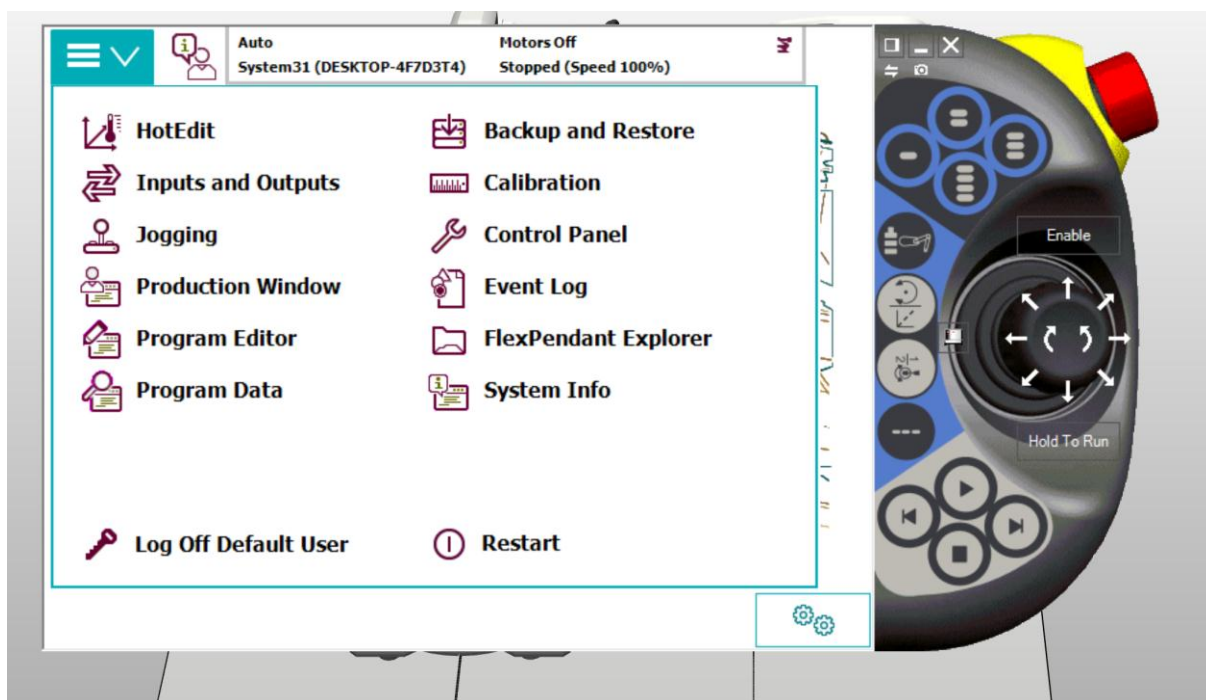 Auto
System31 (DESKTOP-4F7D3T4)
Motors Off
Stopped (Speed 100%)
HotEdit
Inputs and Outputs
Jogging
Production Window
Program Editor
Program Data
Backup and Restore
Calibration
Control Panel
Event Log
FlexPendant Explorer
System Info
Log Off Default User
Restart
Enable
Hold To Run